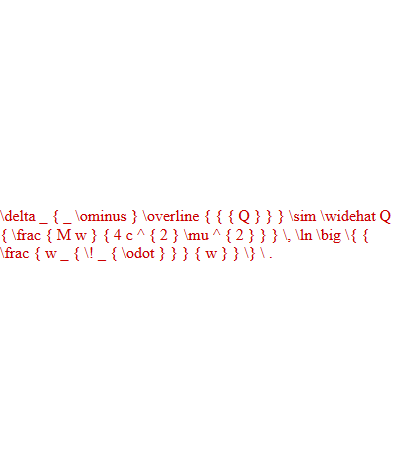 \delta _ { _ \ominus } \overline { { { Q } } } \sim \widehat Q
{ \frac { M w } { 4 c ^ { 2 } \mu ^ { 2 } } } \, \ln \big \{ {
\frac { w _ { \! _ { \odot } } } { w } } \} \ .